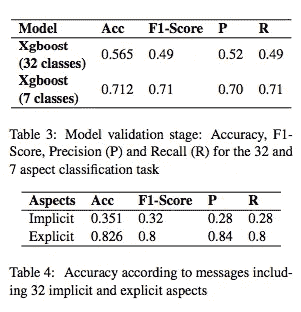 Model Acc F1-Score P R
Xgboost
(32 classes) 0.565 0.49 0.52 0.49
Xgboost
(7 classes) 0.712 0.71 0.70 0.71
Table 3: Model validation stage: Accuracy, F1-
Score, Precision (P) and Recall (R) for the 32 and
7 aspect classification task
Aspects Acc F1-Score P R
Implicit 0.351 0.32 0.28 0.28
Explicit 0.826 0.8 0.84 0.8
Table 4: Accuracy according to messages includ-
ing 32 implicit and explicit aspects